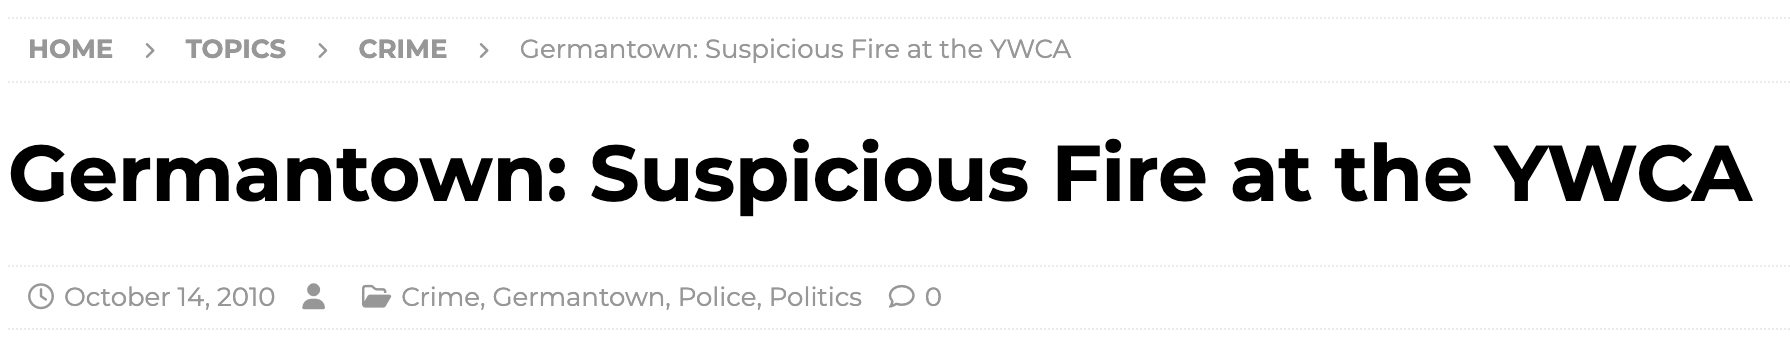 HOME > TOPICS > CRIME > Germantown: Suspicious Fire at the YWCA
Germantown: Suspicious Fire at the YWCA
October 14, 2010 Crime, Germantown, Police, Politics 0